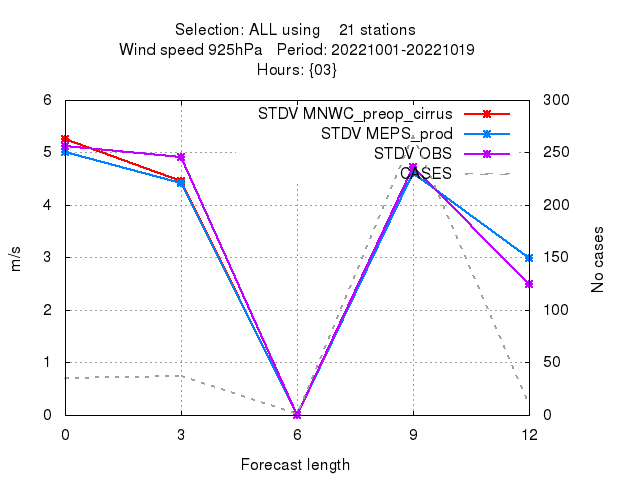 Selection: ALL using    21 stations
Wind speed 925hPa   Period: 20221001-20221019
Hours: {03}
STDV MNWC_preop_cirrus
STDV MEPS_prod
STDV OBS
CASES
6
5
4
3
2
1
0
300
250
200
150
100
50
0
m/s
No cases
0 3 6 9 12
Forecast length